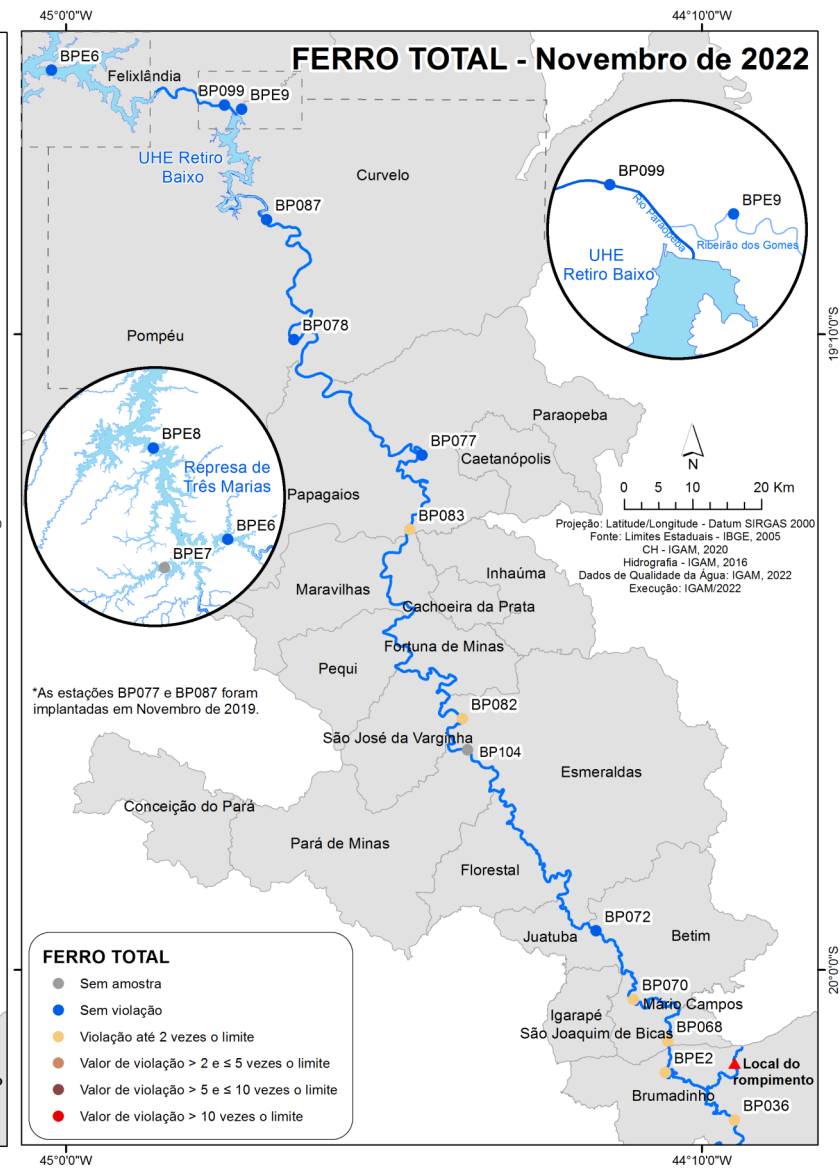 45°0'0"W
44°10'0"W
FERRO TOTAL - Novembro de 2022
BPE6
Felixlândia
BP099
BPE9
UHE Retiro
Baixo
Curvelo
BP087
BP099
BPE9
Rio Paraopeba
Ribeirão dos Gomes
UHE
Retiro Baixo
BP078
Pompéu
19°10'0"S
BPE8
Represa de
Três Marias
BPE6
BPE7
Paraopeba
BP077
Caetanópolis
Papagaios
BP083
N
0 5 10 20 Km
Projeção: Latitude/Longitude - Datum SIRGAS 2000
Fonte: Limites Estaduais - IBGE, 2005
CH - IGAM, 2020
Hidrografia - IGAM, 2016
Dados de Qualidade da Água: IGAM, 2022
Execução: IGAM/2022
Inhaúma
Maravilhas
Cachoeira da Prata
Fortuna de Minas
Pequi
*As estações BP077 e BP087 foram
implantadas em Novembro de 2019.
BP082
São José da Varginha
BP104
Esmeraldas
Conceição do Pará
Pará de Minas
Florestal
BP072
Juatuba
Betim
20°0'0"S
BP070
Mário Campos
Igarapé
São Joaquim de Bicas
BP068
BPE2
Local do
rompimento
Brumadinho
BP036
FERRO TOTAL
Sem amostra
Sem violação
Violação até 2 vezes o limite
Valor de violação > 2 e ≤ 5 vezes o limite
Valor de violação > 5 e ≤ 10 vezes o limite
Valor de violação > 10 vezes o limite
45°0'0"W
44°10'0"W